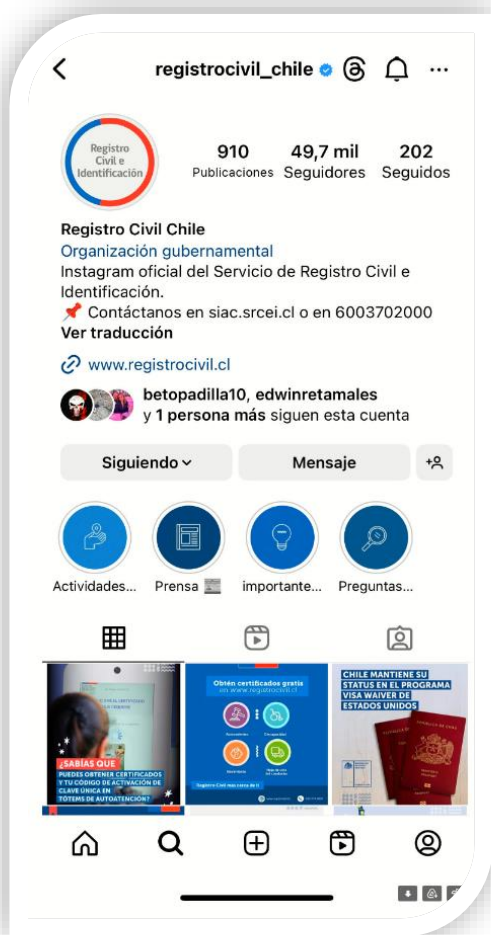 registrocivil_chile
Registro
Civil e
Identificación
910
Publicaciones
49,7 mil
Seguidores
202
Seguidos
Registro Civil Chile
Organización gubernamental
Instagram oficial del Servicio de Registro Civil e
Identificación.
Contáctanos en siac.srcei.cl o en 6003702000
Ver traducción
www.registrocivil.cl
betopadilla10, edwinretamales
y 1 persona más siguen esta cuenta
Siguiendo
Mensaje
Actividades...
Prensa
importante...
Preguntas...
¿SABÍAS QUE
PUEDES OBTENER CERTIFICADOS
Y TU CÓDIGO DE ACTIVACIÓN DE
CLAVE ÚNICA EN
TÓTEMS DE AUTOATENCIÓN?
Obtén certificados gratis
en www.registrocivil.cl
CHILE MANTIENE SU
STATUS EN EL PROGRAMA
VISA WAIVER DE
ESTADOS UNIDOS